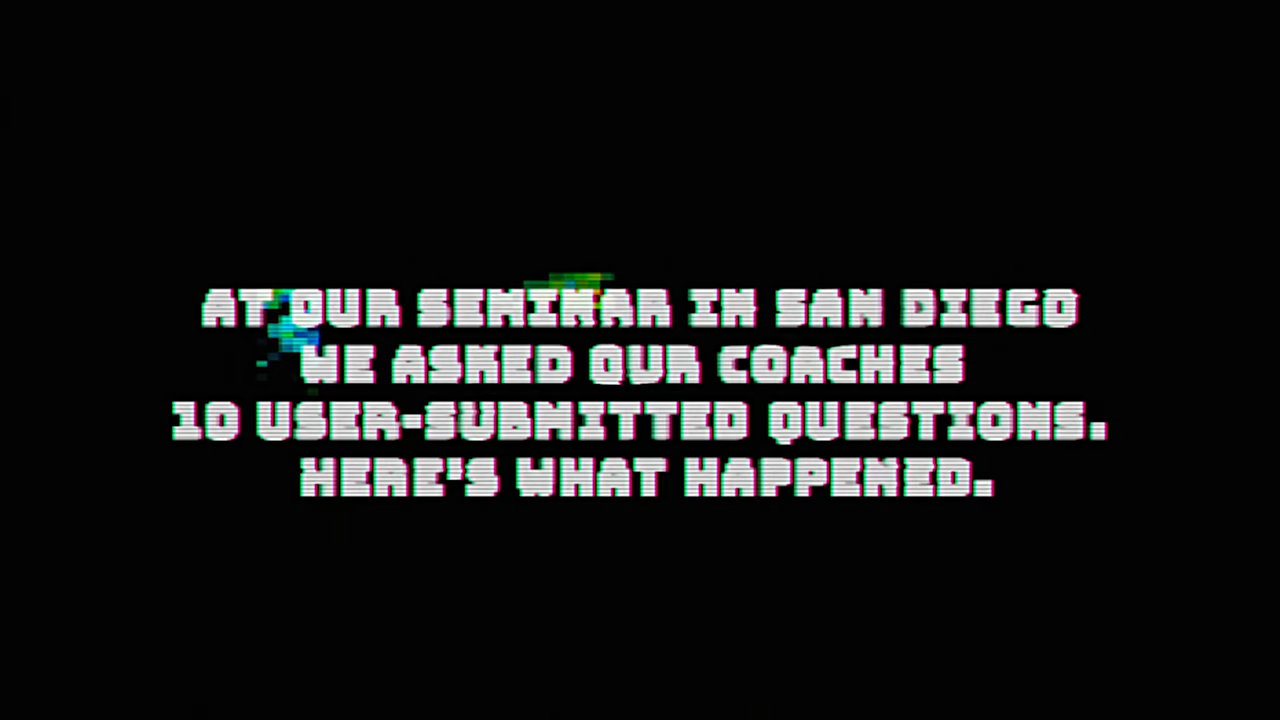 AT OUR SEMINAR IN SAN DIEGO
WE ASKED OUR COACHES
10 USER-SUBMITTED QUESTIONS.
HERE'S WHAT HAPPENED.